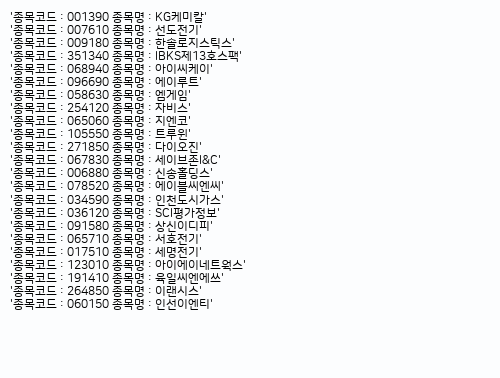 '종목코드 : 001390 종목명 : KG케미칼'
'종목코드 : 007610 종목명 : 선도전기'
'종목코드 : 009180 종목명 : 한솔로지스틱스'
'종목코드 : 351340 종목명 : IBKS제13호스팩'
'종목코드 : 068940 종목명 : 아이씨케이'
'종목코드 : 096690 종목명 : 에이루트'
'종목코드 : 058630 종목명 : 엠게임'
'종목코드 : 254120 종목명 : 자비스'
'종목코드 : 065060 종목명 : 지엔코'
'종목코드 : 105550 종목명 : 트루윈'
'종목코드 : 271850 종목명 : 다이오진'
'종목코드 : 067830 종목명 : 세이브존I&C'
'종목코드 : 006880 종목명 : 신송홀딩스'
'종목코드 : 078520 종목명 : 에이블씨엔씨'
'종목코드 : 034590 종목명 : 인천도시가스'
'종목코드 : 036120 종목명 : SCI평가정보'
'종목코드 : 091580 종목명 : 상신이디피'
'종목코드 : 065710 종목명 : 서호전기'
'종목코드 : 017510 종목명 : 세명전기'
'종목코드 : 123010 종목명 : 아이에이네트웍스'
'종목코드 : 191410 종목명 : 육일씨엔에쓰'
'종목코드 : 264850 종목명 : 이랜시스'
'종목코드 : 060150 종목명 : 인선이엔티'